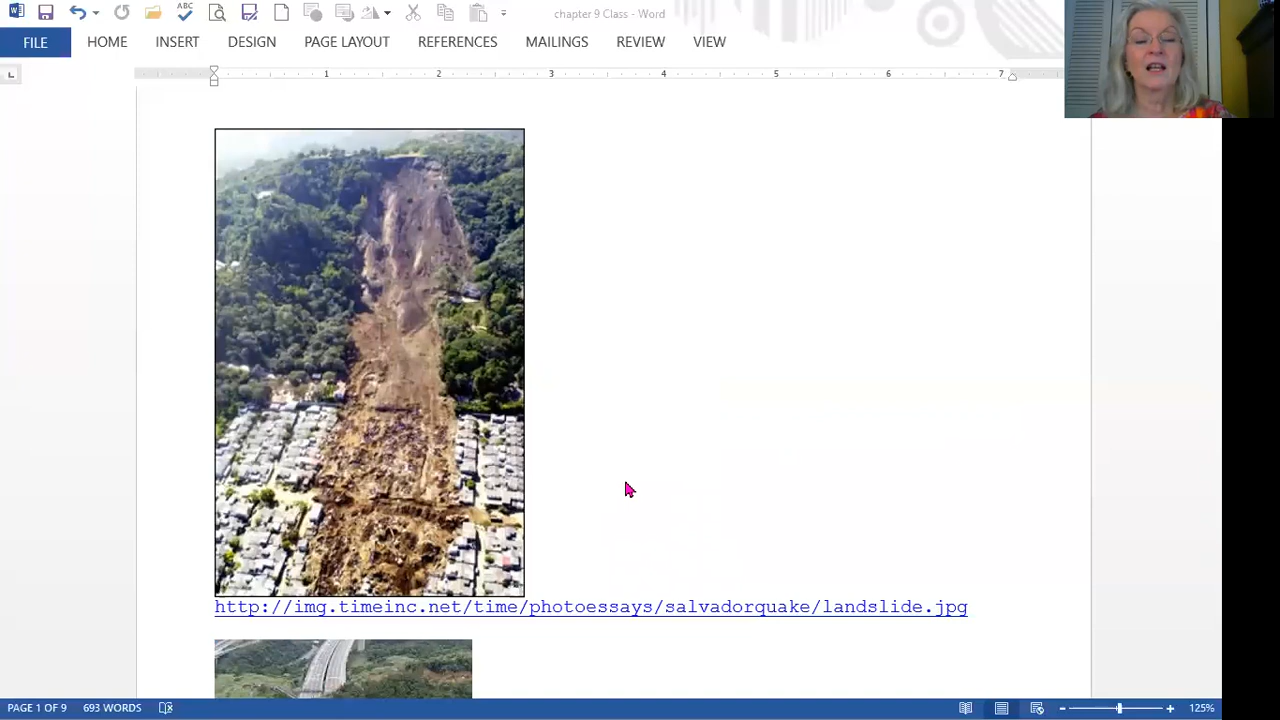 ABC
chapter 9 Class - Word
FILE HOME INSERT DESIGN PAGE LAYOUT REFERENCES MAILINGS REVIEW VIEW
1 2 3 4 5 6 7
http://img.timeinc.net/time/photoessays/salvadorquake/landslide.jpg
PAGE 1 OF 9 693 WORDS 125%